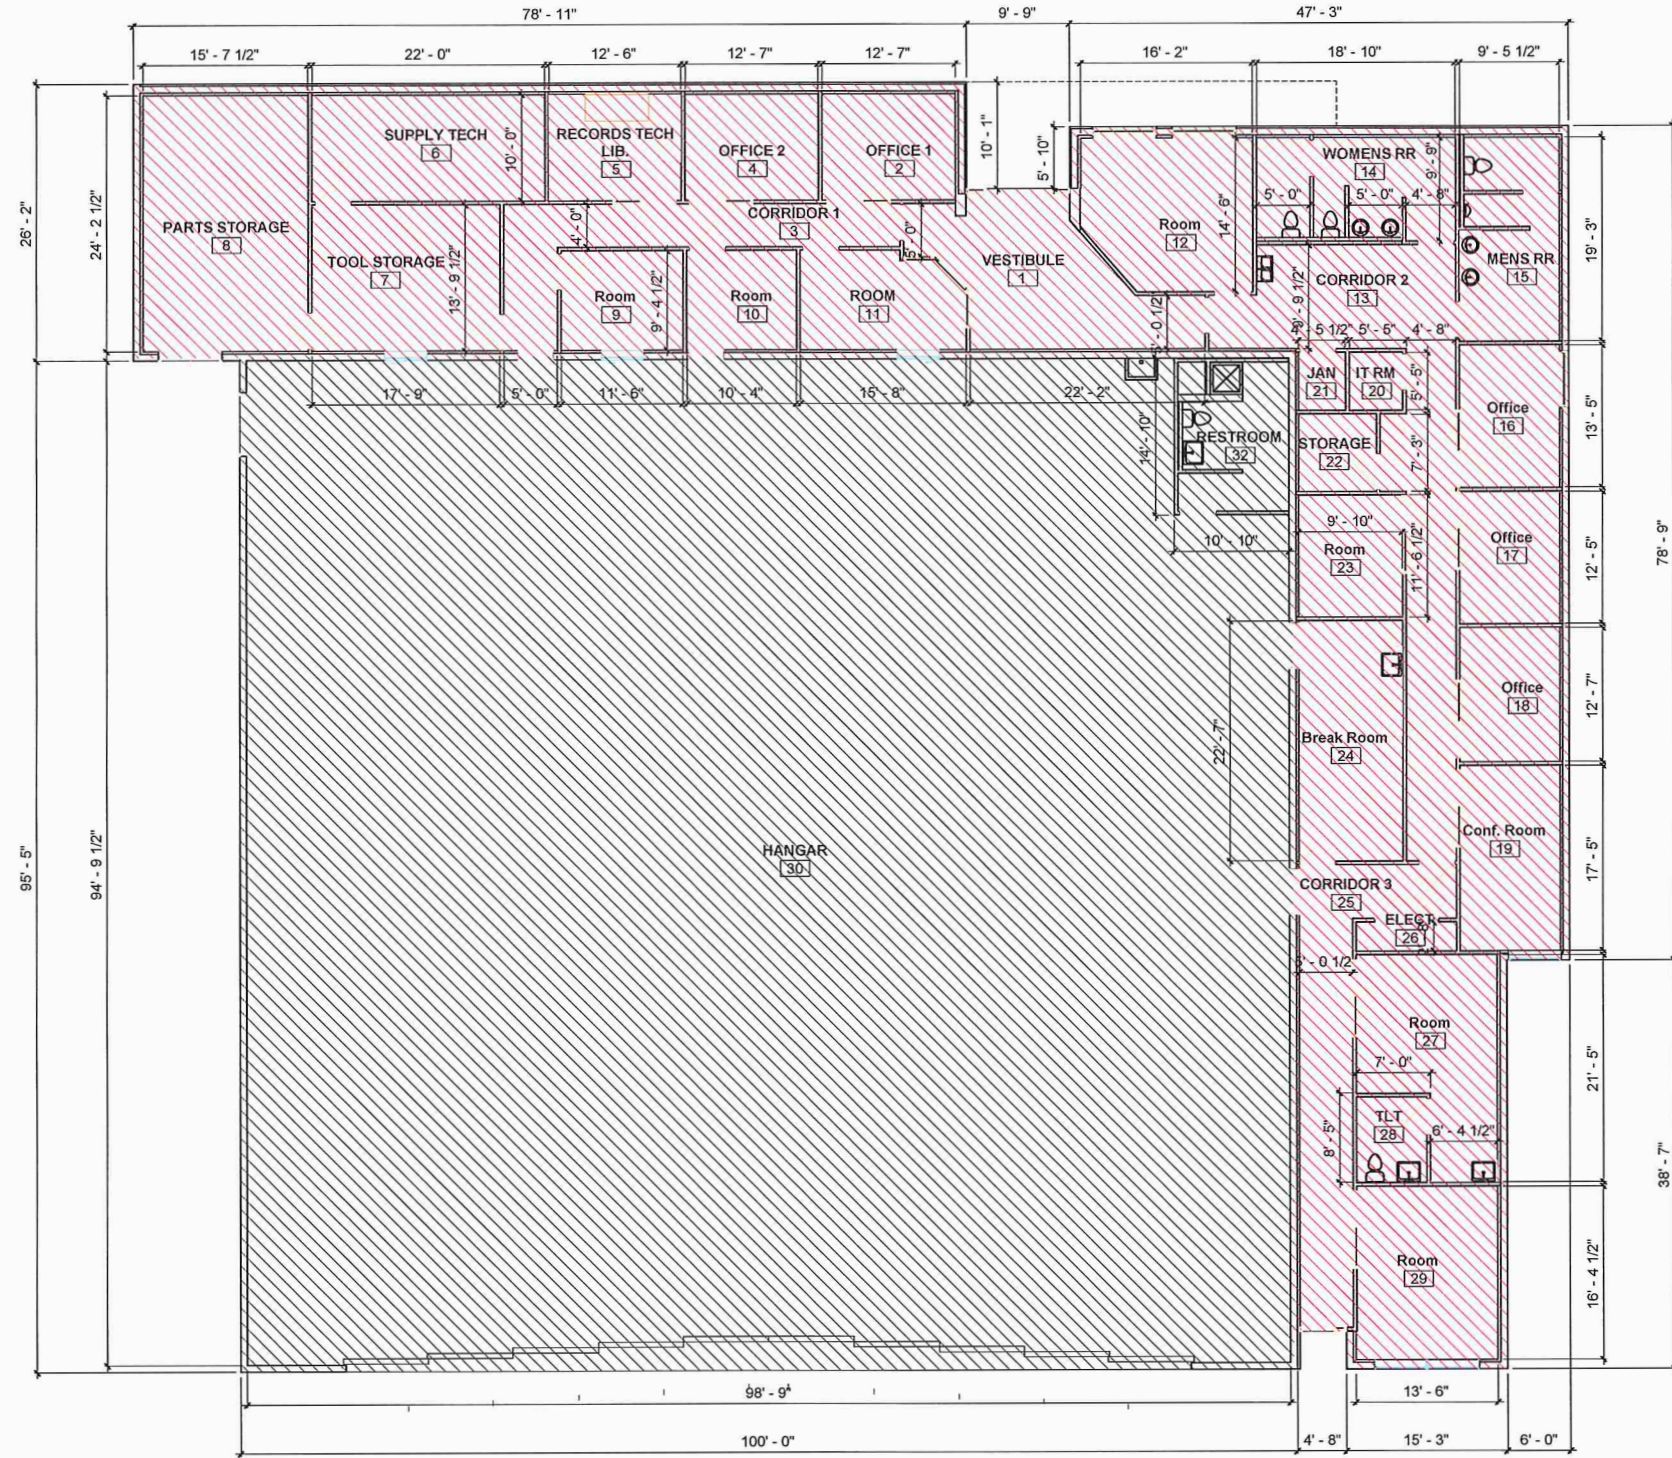 78' - 11"
9' - 9"
47' - 3"
15' - 7 1/2"
22' - 0"
12' - 6"
12' - 7"
12' - 7"
16' - 2"
18' - 10"
9' - 5 1/2"
26' - 2"
24' - 2 1/2"
10' - 0"
10' - 1"
5' - 10"
SUPPLY TECH
6
RECORDS TECH
LIB.
5
OFFICE 2
4
OFFICE 1
2
WOMENS RR
14
9' - 9"
5' - 0"
5' - 0"
4' - 8"
PARTS STORAGE
8
CORRIDOR 1
3
4' - 0"
Room
12
14' - 6"
19' - 3"
TOOL STORAGE
7
13' - 9 1/2"
VESTIBULE
1
MENS RR
15
CORRIDOR 2
13
Room
9
9' - 4 1/2"
Room
10
ROOM
11
5' - 5"
4' - 8"
17' - 9"
5' - 0"
11' - 6"
10' - 4"
15' - 8"
22' - 2"
JAN
21
IT RM
20
5' - 5"
Office
16
13' - 5"
14' - 10"
RESTROOM
32
STORAGE
22
7' - 3"
10' - 10"
9' - 10"
Room
23
11' - 6 1/2"
Office
17
12' - 5"
78' - 9"
Office
18
12' - 7"
22' - 7"
Break Room
24
95' - 5"
94' - 9 1/2"
HANGAR
30
Conf. Room
19
17' - 5"
CORRIDOR 3
25
ELECT.
26
Room
27
7' - 0"
21' - 5"
TLT
28
8' - 5"
6' - 4 1/2"
38' - 7"
Room
29
16' - 4 1/2"
98' - 9"
13' - 6"
100' - 0"
4' - 8"
15' - 3"
6' - 0"